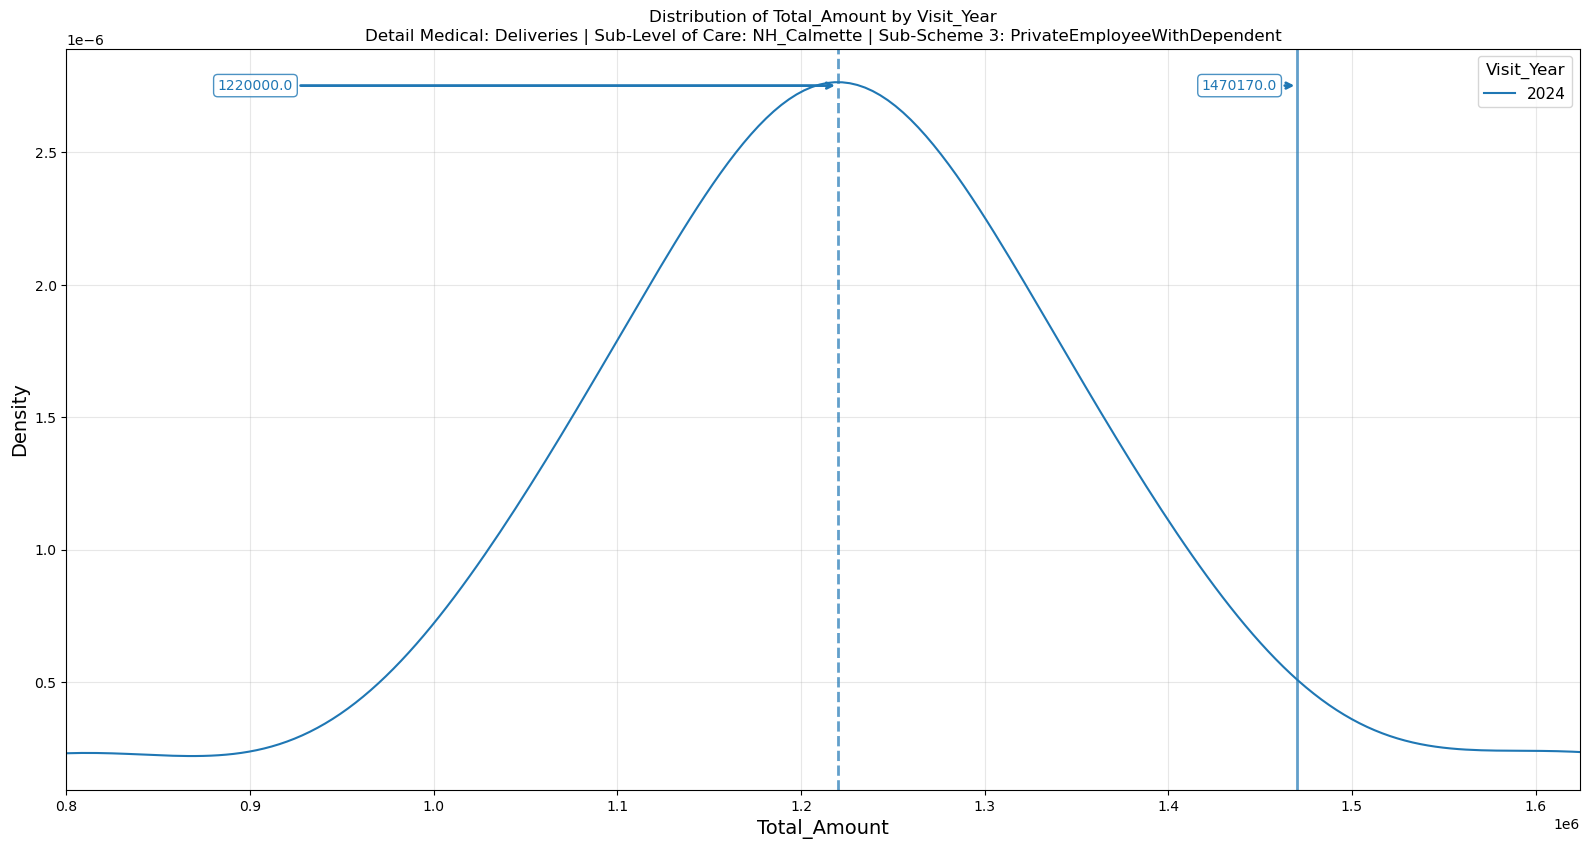 Distribution of Total_Amount by Visit_Year
Detail Medical: Deliveries | Sub-Level of Care: NH_Calmette | Sub-Scheme 3: PrivateEmployeeWithDependent
1e−6
1220000.0
1470170.0
Visit_Year
2024
2.5
2.0
1.5
1.0
0.5
Density
0.8 0.9 1.0 1.1 1.2 1.3 1.4 1.5 1.6
1e6
Total_Amount